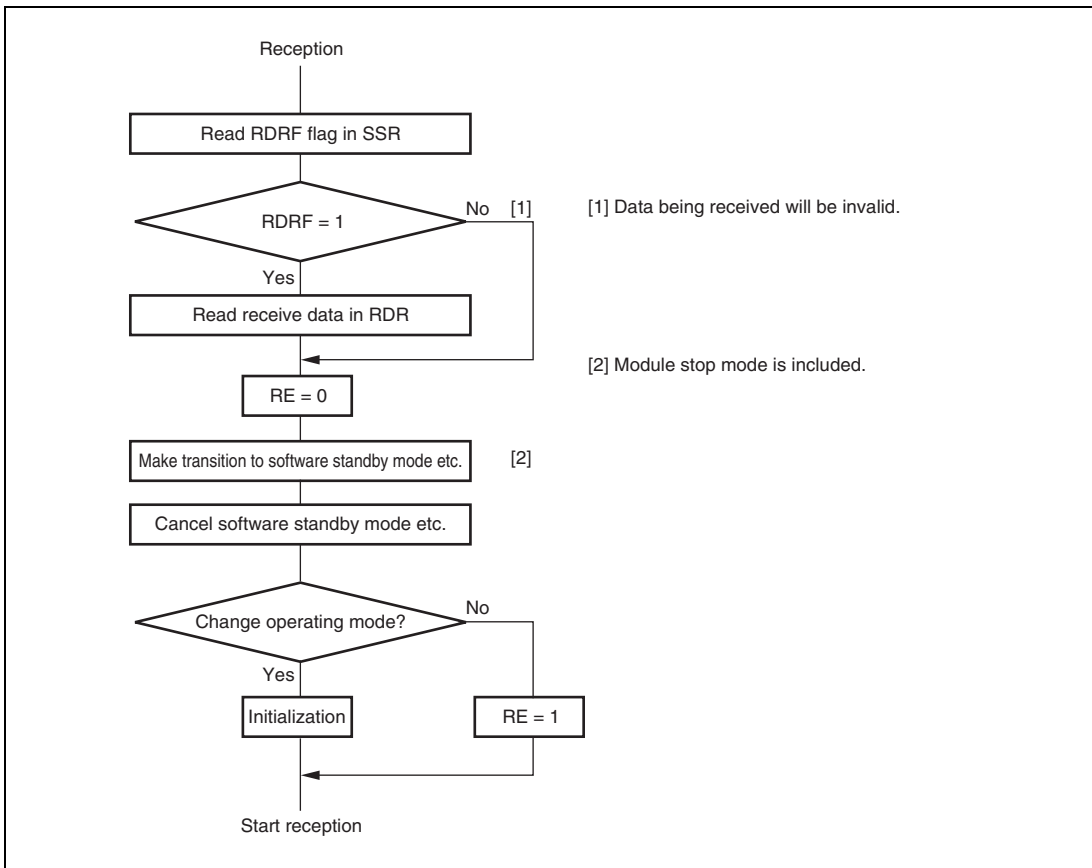 Reception
Read RDRF flag in SSR
RDRF = 1
No [1]
[1] Data being received will be invalid.
Yes
Read receive data in RDR
[2] Module stop mode is included.
RE = 0
Make transition to software standby mode etc.
[2]
Cancel software standby mode etc.
Change operating mode?
No
Yes
Initialization
RE = 1
Start reception